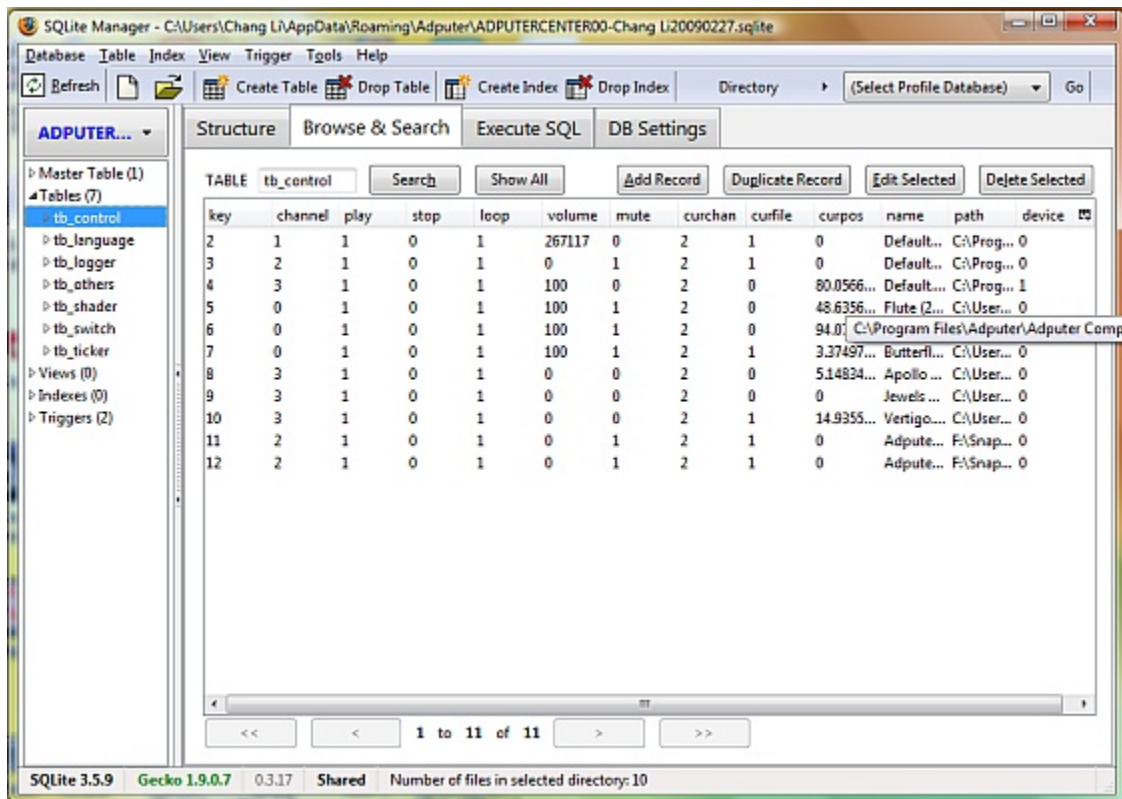 SQLite Manager - C:\Users\Chang Li\AppData\Roaming\Adputer\ADPUTERCENTER00-Chang Li20090227.sqlite
Database Table Index View Trigger Tools Help
Refresh Create Table Drop Table Create Index Drop Index Directory (Select Profile Database) Go
ADPUTER...
Structure Browse & Search Execute SQL DB Settings
Master Table (1)
Tables (7)
tb_control
tb_language
tb_logger
tb_others
tb_shader
tb_switch
tb_ticker
Views (0)
Indexes (0)
Triggers (2)
TABLE tb_control Search Show All Add Record Duplicate Record Edit Selected Delete Selected
key channel play stop loop volume mute curchan curfile curpos name path device
2 1 1 0 1 267117 0 2 1 0 Default... C:\Prog... 0
3 2 1 0 1 0 1 2 1 0 Default... C:\Prog... 0
4 3 1 0 1 100 0 2 0 80.0566... Default.... C:\Prog... 1
5 0 1 0 1 100 1 2 0 48.6356... Flute (2... C:\User... 0
6 0 1 0 1 100 1 2 0 94.0 C:\Program Files\Adputer\Adputer Comp
7 0 1 0 1 100 1 2 1 3.37497... Butterfl... C:\User... 0
8 3 1 0 1 0 0 2 0 5.14834... Apollo ... C:\User... 0
9 3 1 0 1 0 0 2 0 0 Jewels ... C:\User... 0
10 3 1 0 1 0 0 2 1 14.9355... Vertigo.... C:\User... 0
11 2 1 0 1 0 1 2 1 0 Adpute... F:\Snap... 0
12 2 1 0 1 0 1 2 1 0 Adpute... F:\Snap... 0
<< < 1 to 11 of 11 > >>
SQLite 3.5.9 Gecko 1.9.0.7 0.3.17 Shared Number of files in selected directory: 10